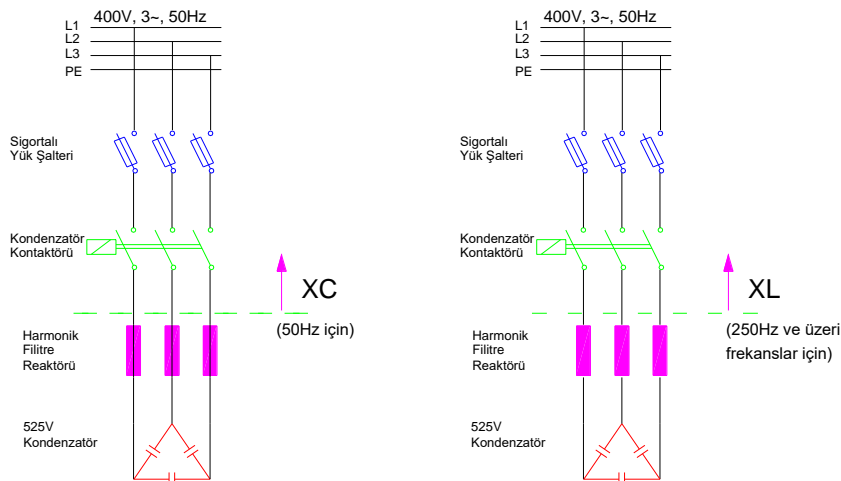 400V, 3~, 50Hz
L1
L2
L3
PE
Sigortalı
Yük Şalteri
Kondenzatör
Kontaktörü
XC
(50Hz için)
Harmonik
Filitre
Reaktörü
525V
Kondenzatör
400V, 3~, 50Hz
L1
L2
L3
PE
Sigortalı
Yük Şalteri
Kondenzatör
Kontaktörü
XL
(250Hz ve üzeri
frekanslar için)
Harmonik
Filitre
Reaktörü
525V
Kondenzatör